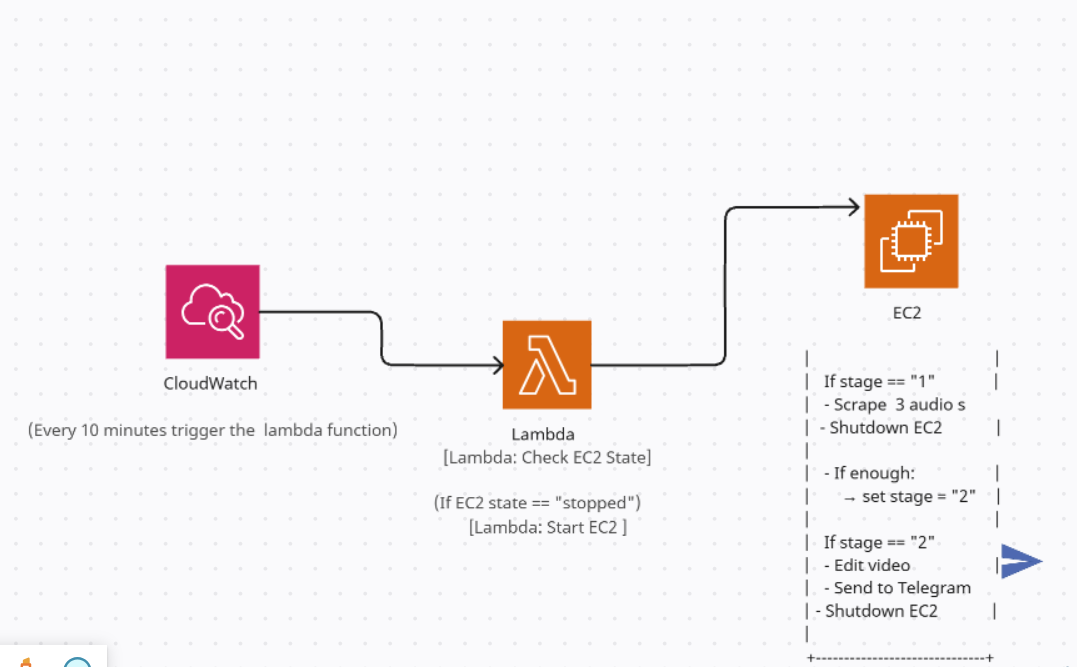 CloudWatch
(Every 10 minutes trigger the  lambda function)
Lambda
[Lambda: Check EC2 State]
(If EC2 state == "stopped")
[Lambda: Start EC2 ]
EC2
|                                |
|  If stage == "1"          |
|  - Scrape  3 audio s
| - Shutdown EC2          |
|
|  - If enough:              |
|     → set stage = "2"   |
|                                |
|  If stage == "2"
|  - Edit video               |
|  - Send to Telegram
| - Shutdown EC2         |
|
+------------------------------+